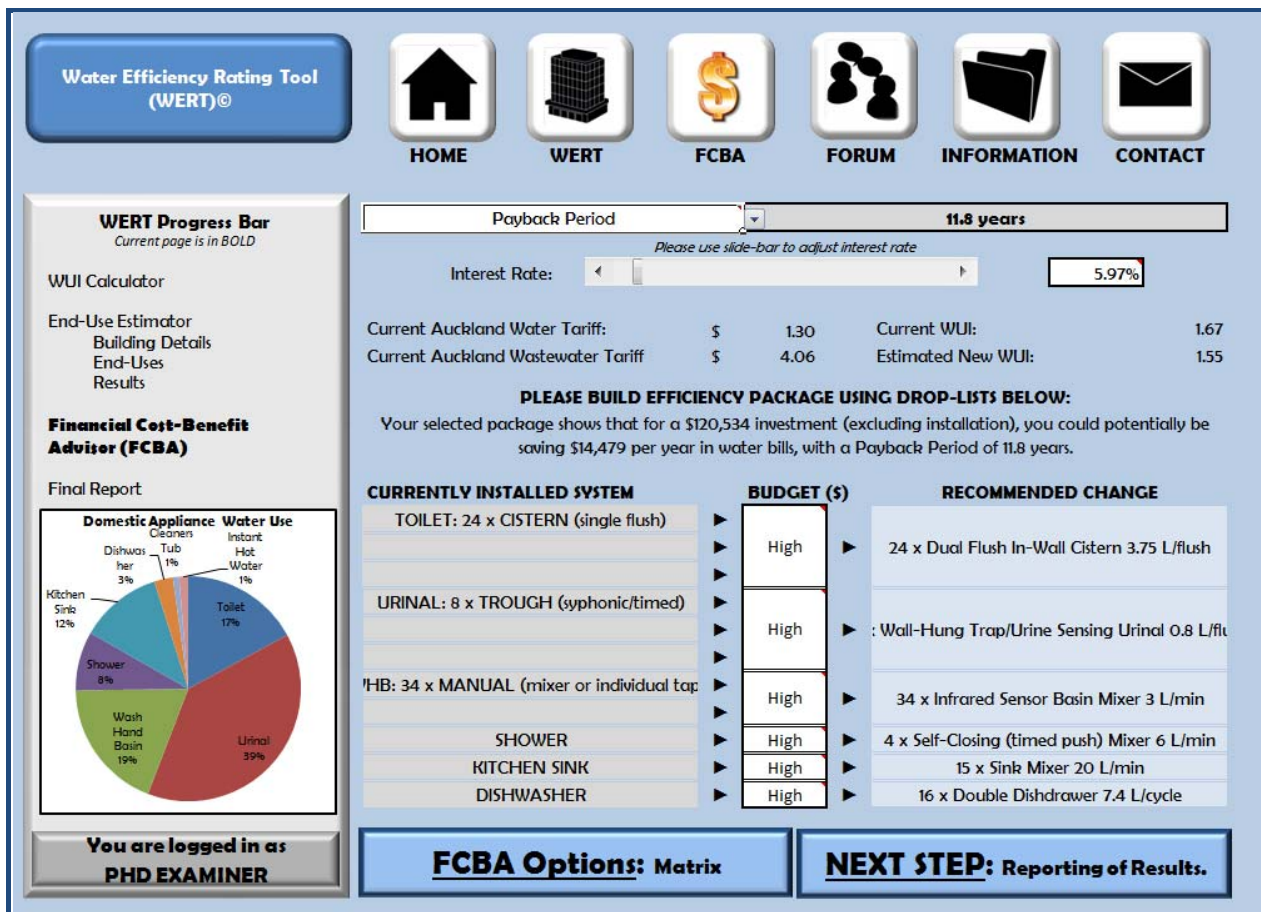 Water Efficiency Rating Tool
(WERT)©
HOME
WERT
FCBA
FORUM
INFORMATION
CONTACT
WERT Progress Bar
Current page is in BOLD
WUI Calculator
End-Use Estimator
Building Details
End-Uses
Results
Financial Cost-Benefit
Advisor (FCBA)
Final Report
Domestic Appliance Water Use
Cleaners
Tub
1%
Instant
Hot
Water
1%
Dishwas
her
3%
Kitchen
Sink
12%
Toilet
17%
Shower
8%
Wash
Hand
Basin
19%
Urinal
39%
You are logged in as
PHD EXAMINER
Payback Period 11.8 years
Please use slide-bar to adjust interest rate
Interest Rate: 5.97%
Current Auckland Water Tariff: $ 1.30 Current WUI: 1.67
Current Auckland Wastewater Tariff $ 4.06 Estimated New WUI: 1.55
PLEASE BUILD EFFICIENCY PACKAGE USING DROP-LISTS BELOW:
Your selected package shows that for a $120,534 investment (excluding installation), you could potentially be
saving $14,479 per year in water bills, with a Payback Period of 11.8 years.
CURRENTLY INSTALLED SYSTEM BUDGET ($) RECOMMENDED CHANGE
TOILET: 24 x CISTERN (single flush)
High 24 x Dual Flush In-Wall Cistern 3.75 L/flush
URINAL: 8 x TROUGH (syphonic/timed)
High : Wall-Hung Trap/Urine Sensing Urinal 0.8 L/flu
/HB: 34 x MANUAL (mixer or individual tap
High 34 x Infrared Sensor Basin Mixer 3 L/min
SHOWER High 4 x Self-Closing (timed push) Mixer 6 L/min
KITCHEN SINK High 15 x Sink Mixer 20 L/min
DISHWASHER High 16 x Double Dishdrawer 7.4 L/cycle
FCBA Options: Matrix
NEXT STEP: Reporting of Results.